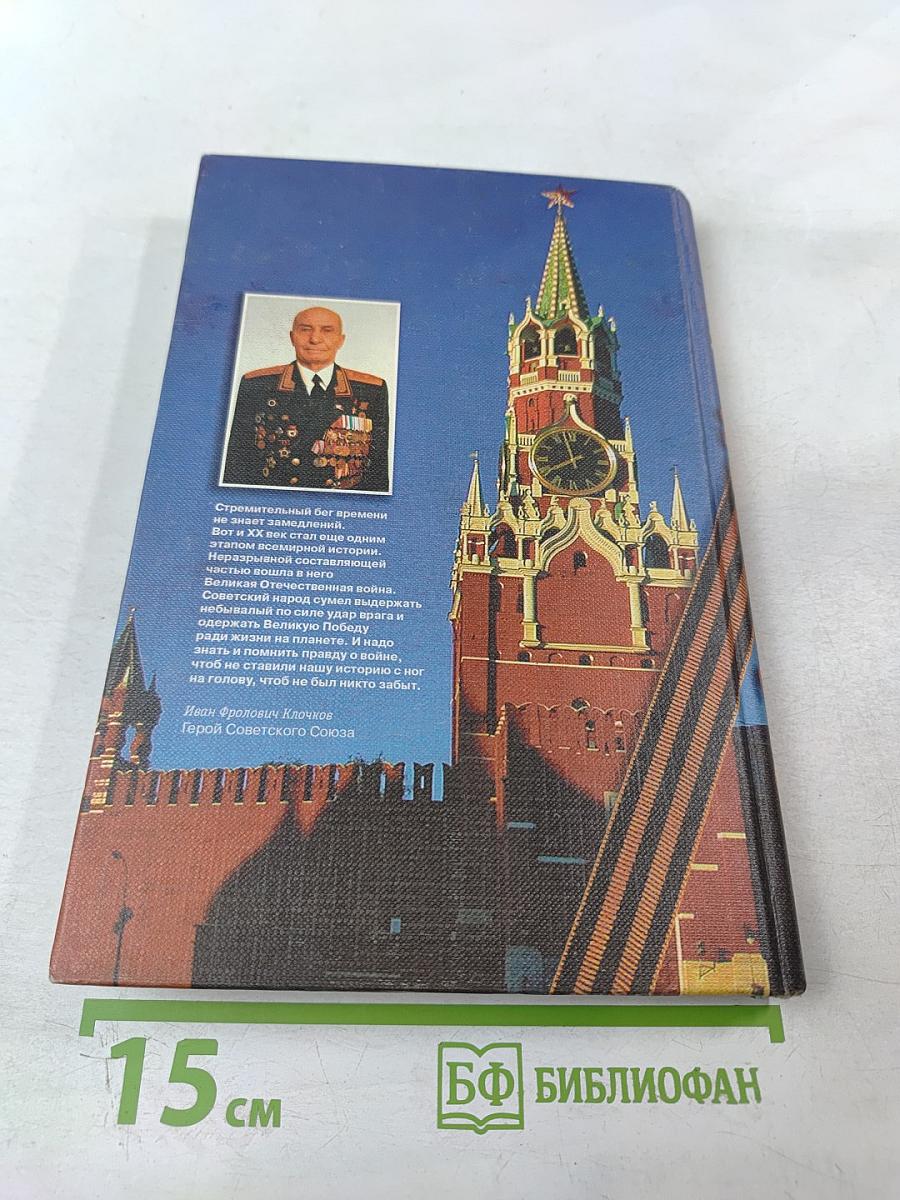 Стремительный бег времени
не знает замедлений.
Вот и XX век стал еще одним
этапом всемирной истории.
Неразрывной составляющей
частью вошла в него
Великая Отечественная война.
Советский народ сумел выдержать
небывалый по силе удар врага и
одержать Великую Победу
ради жизни на планете. И надо
знать и помнить правду о войне,
чтоб не ставили нашу историю с ног
на голову, чтоб не был никто забыт.
Иван Фролович Клочков
Герой Советского Союза
15 см
БФ БИБЛИОФАН